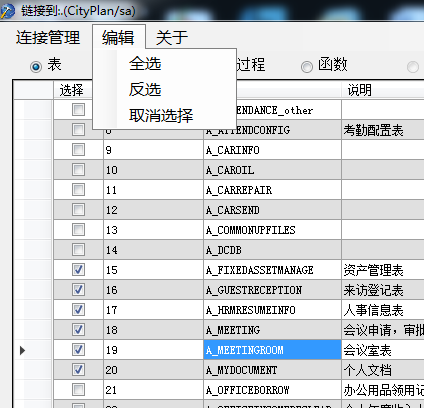 链接到:.(CityPlan/sa)
连接管理 编辑 关于
表 过程 函数
全选
反选
取消选择
选择 说明
ENDANCE_other
8 A_ATTENDCONFIG 考勤配置表
9 A_CARINFO
10 A_CAROIL
11 A_CARREPAIR
12 A_CARSEND
13 A_COMMONUPFILES
14 A_DCDB
15 A_FIXEDASSETMANAGE 资产管理表
16 A_GUESTRECEPTION 来访登记表
17 A_HRMRESUMEINFO 人事信息表
18 A_MEETING 会议申请，审批
19 A_MEETINGROOM 会议室表
20 A_MYDOCUMENT 个人文档
21 A_OFFICEBORROW 办公用品领用记